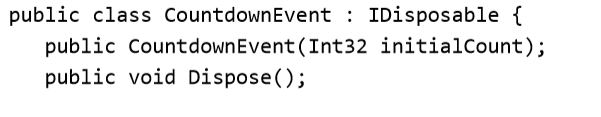 public class CountdownEvent : IDisposable {
public CountdownEvent(Int32 initialCount);
public void Dispose();